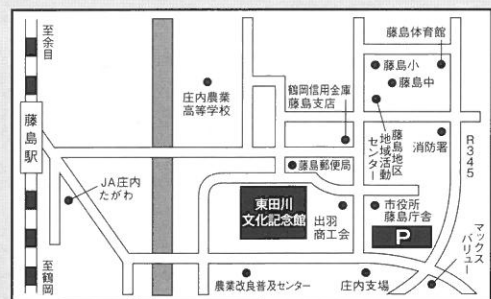 至余目
藤島駅
至鶴岡
JA庄内
たがわ
庄内農業
高等学校
鶴岡信用金庫
藤島支店
藤島体育館
藤島小
藤島中
藤島地区
地域活動
センター
消防署
R345
藤島郵便局
東田川
文化記念館
出羽
商工会
市役所
藤島庁舎
P
マックス
バリュー
農業改良普及センター
庄内支場